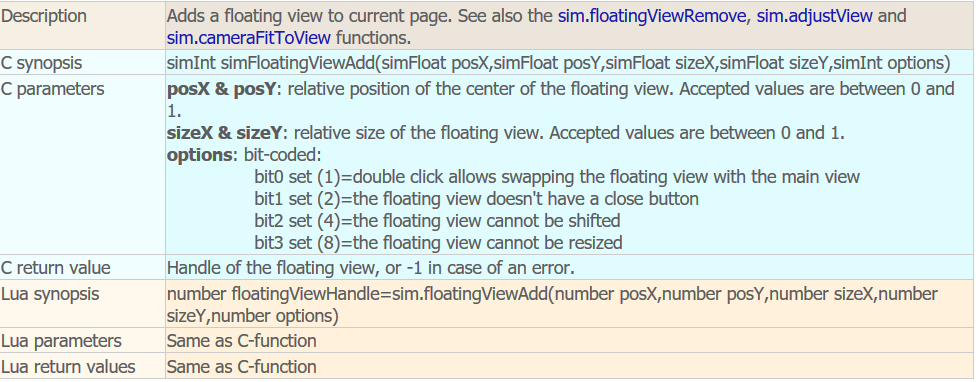 Description
Adds a floating view to current page. See also the sim.floatingViewRemove, sim.adjustView and
sim.cameraFitToView functions.
C synopsis
simInt simFloatingViewAdd(simFloat posX,simFloat posY,simFloat sizeX,simFloat sizeY,simInt options)
C parameters
posX & posY: relative position of the center of the floating view. Accepted values are between 0 and
1.
sizeX & sizeY: relative size of the floating view. Accepted values are between 0 and 1.
options: bit-coded:
bit0 set (1)=double click allows swapping the floating view with the main view
bit1 set (2)=the floating view doesn't have a close button
bit2 set (4)=the floating view cannot be shifted
bit3 set (8)=the floating view cannot be resized
C return value
Handle of the floating view, or -1 in case of an error.
Lua synopsis
number floatingViewHandle=sim.floatingViewAdd(number posX,number posY,number sizeX,number
sizeY,number options)
Lua parameters
Same as C-function
Lua return values
Same as C-function